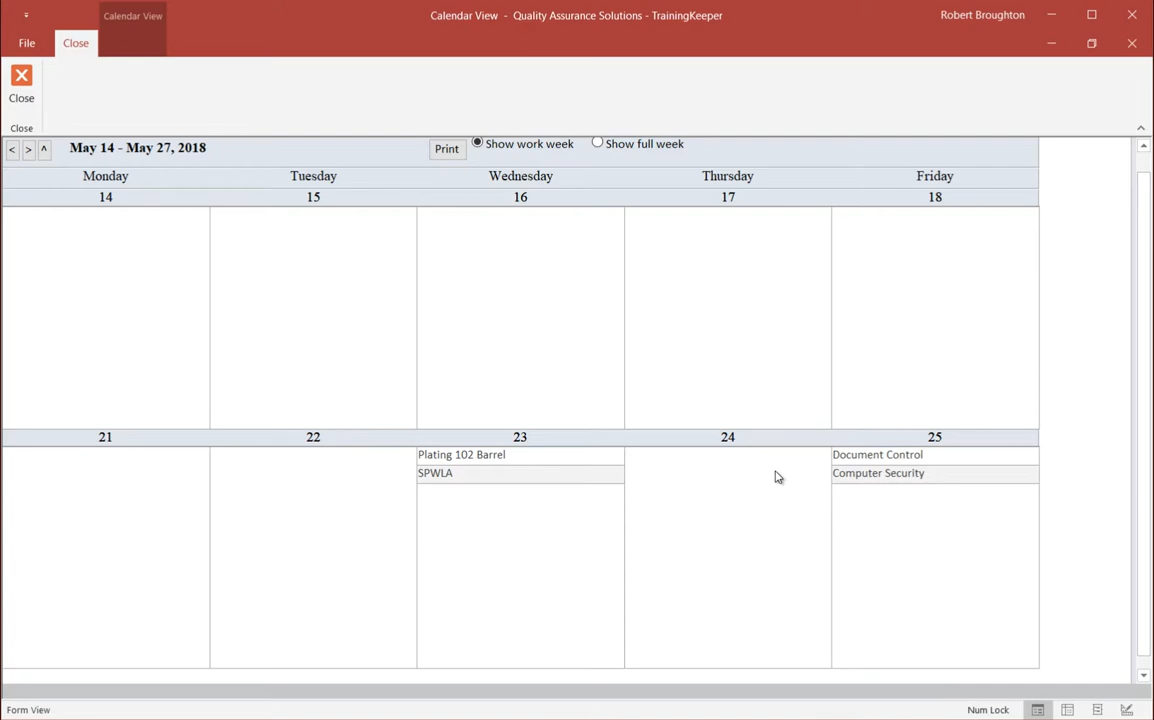 Calendar View
Calendar View - Quality Assurance Solutions - TrainingKeeper
Robert Broughton
File
Close
Close
Close
< > ^
May 14 - May 27, 2018
Print
Show work week
Show full week
Monday Tuesday Wednesday Thursday Friday
14 15 16 17 18
21 22 23 24 25
Plating 102 Barrel
SPWLA
Document Control
Computer Security
Form View
Num Lock